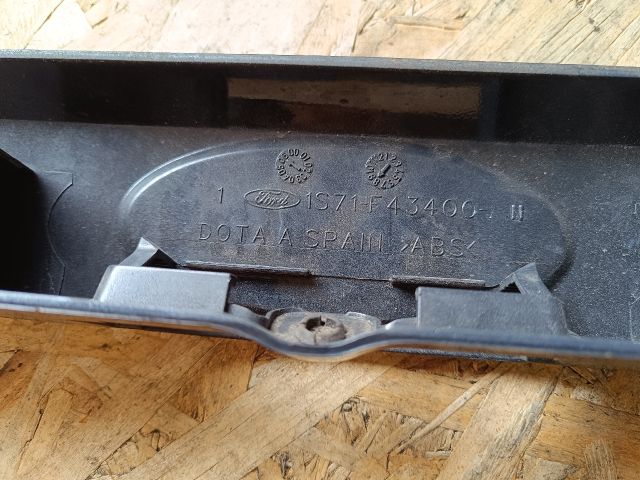 1 Ford 1S71-F43400- N
DOTA A SPAIN >ABS<